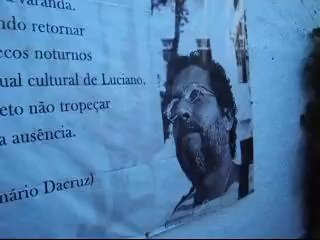 a varanda.
ndo retornar
ecos noturnos
ual cultural de Luciano,
eto não tropeçar
a ausência.
nário Dacruz)